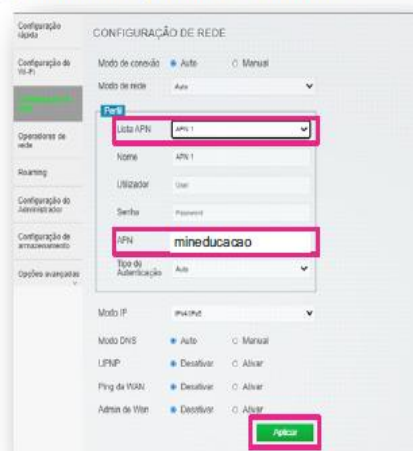 Configuração rápida
CONFIGURAÇÃO DE REDE
Configuração do Wi-Fi
Modo de conexão Auto Manual
Modo de rede Auto
Perfil
Lista APN APN 1
Operadores de rede
Nome APN 1
Roaming
Utilizador User
Configuração do Administrador
Senha Password
Configuração de armazenamento
APN mineducacao
Tipo de Autenticação Auto
Opções avançadas
Modo IP IPv4/IPv6
Modo DNS Auto Manual
UPNP Desativar Ativar
Ping da WAN Desativar Ativar
Admin de Wan Desativar Ativar
Aplicar